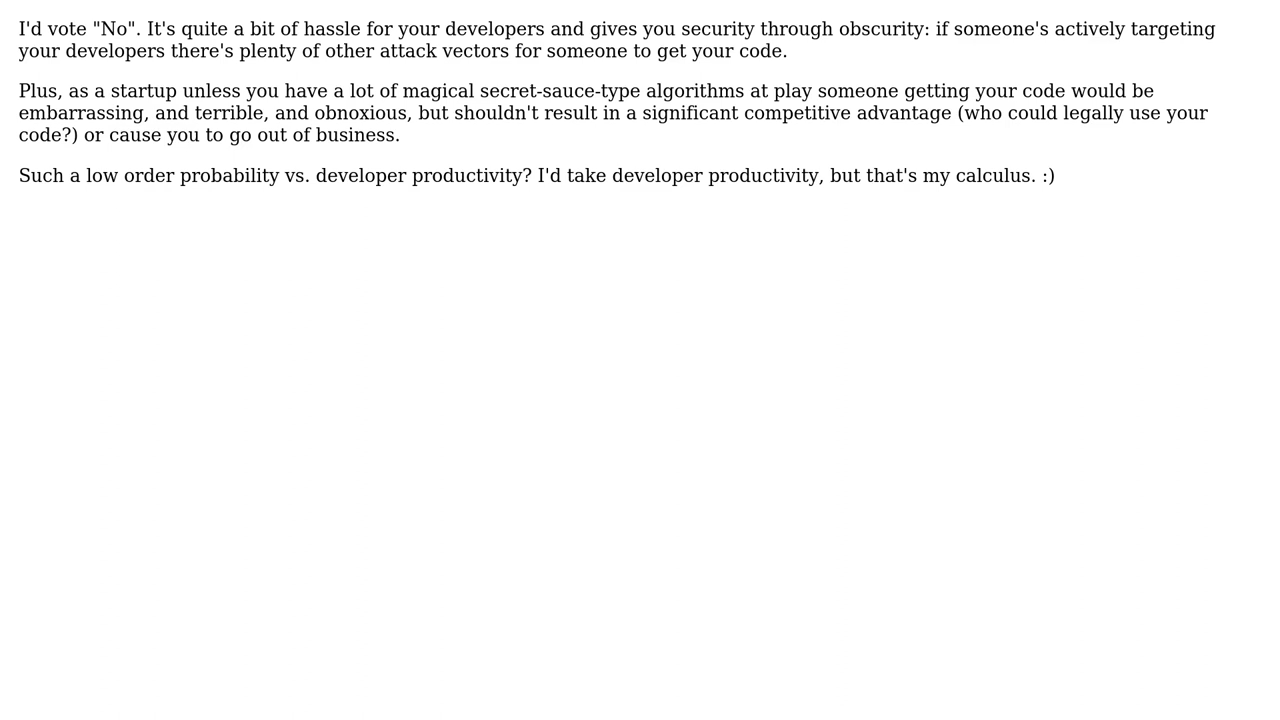 I'd vote "No". It's quite a bit of hassle for your developers and gives you security through obscurity: if someone's actively targeting
your developers there's plenty of other attack vectors for someone to get your code.
Plus, as a startup unless you have a lot of magical secret-sauce-type algorithms at play someone getting your code would be
embarrassing, and terrible, and obnoxious, but shouldn't result in a significant competitive advantage (who could legally use your
code?) or cause you to go out of business.
Such a low order probability vs. developer productivity? I'd take developer productivity, but that's my calculus. :)